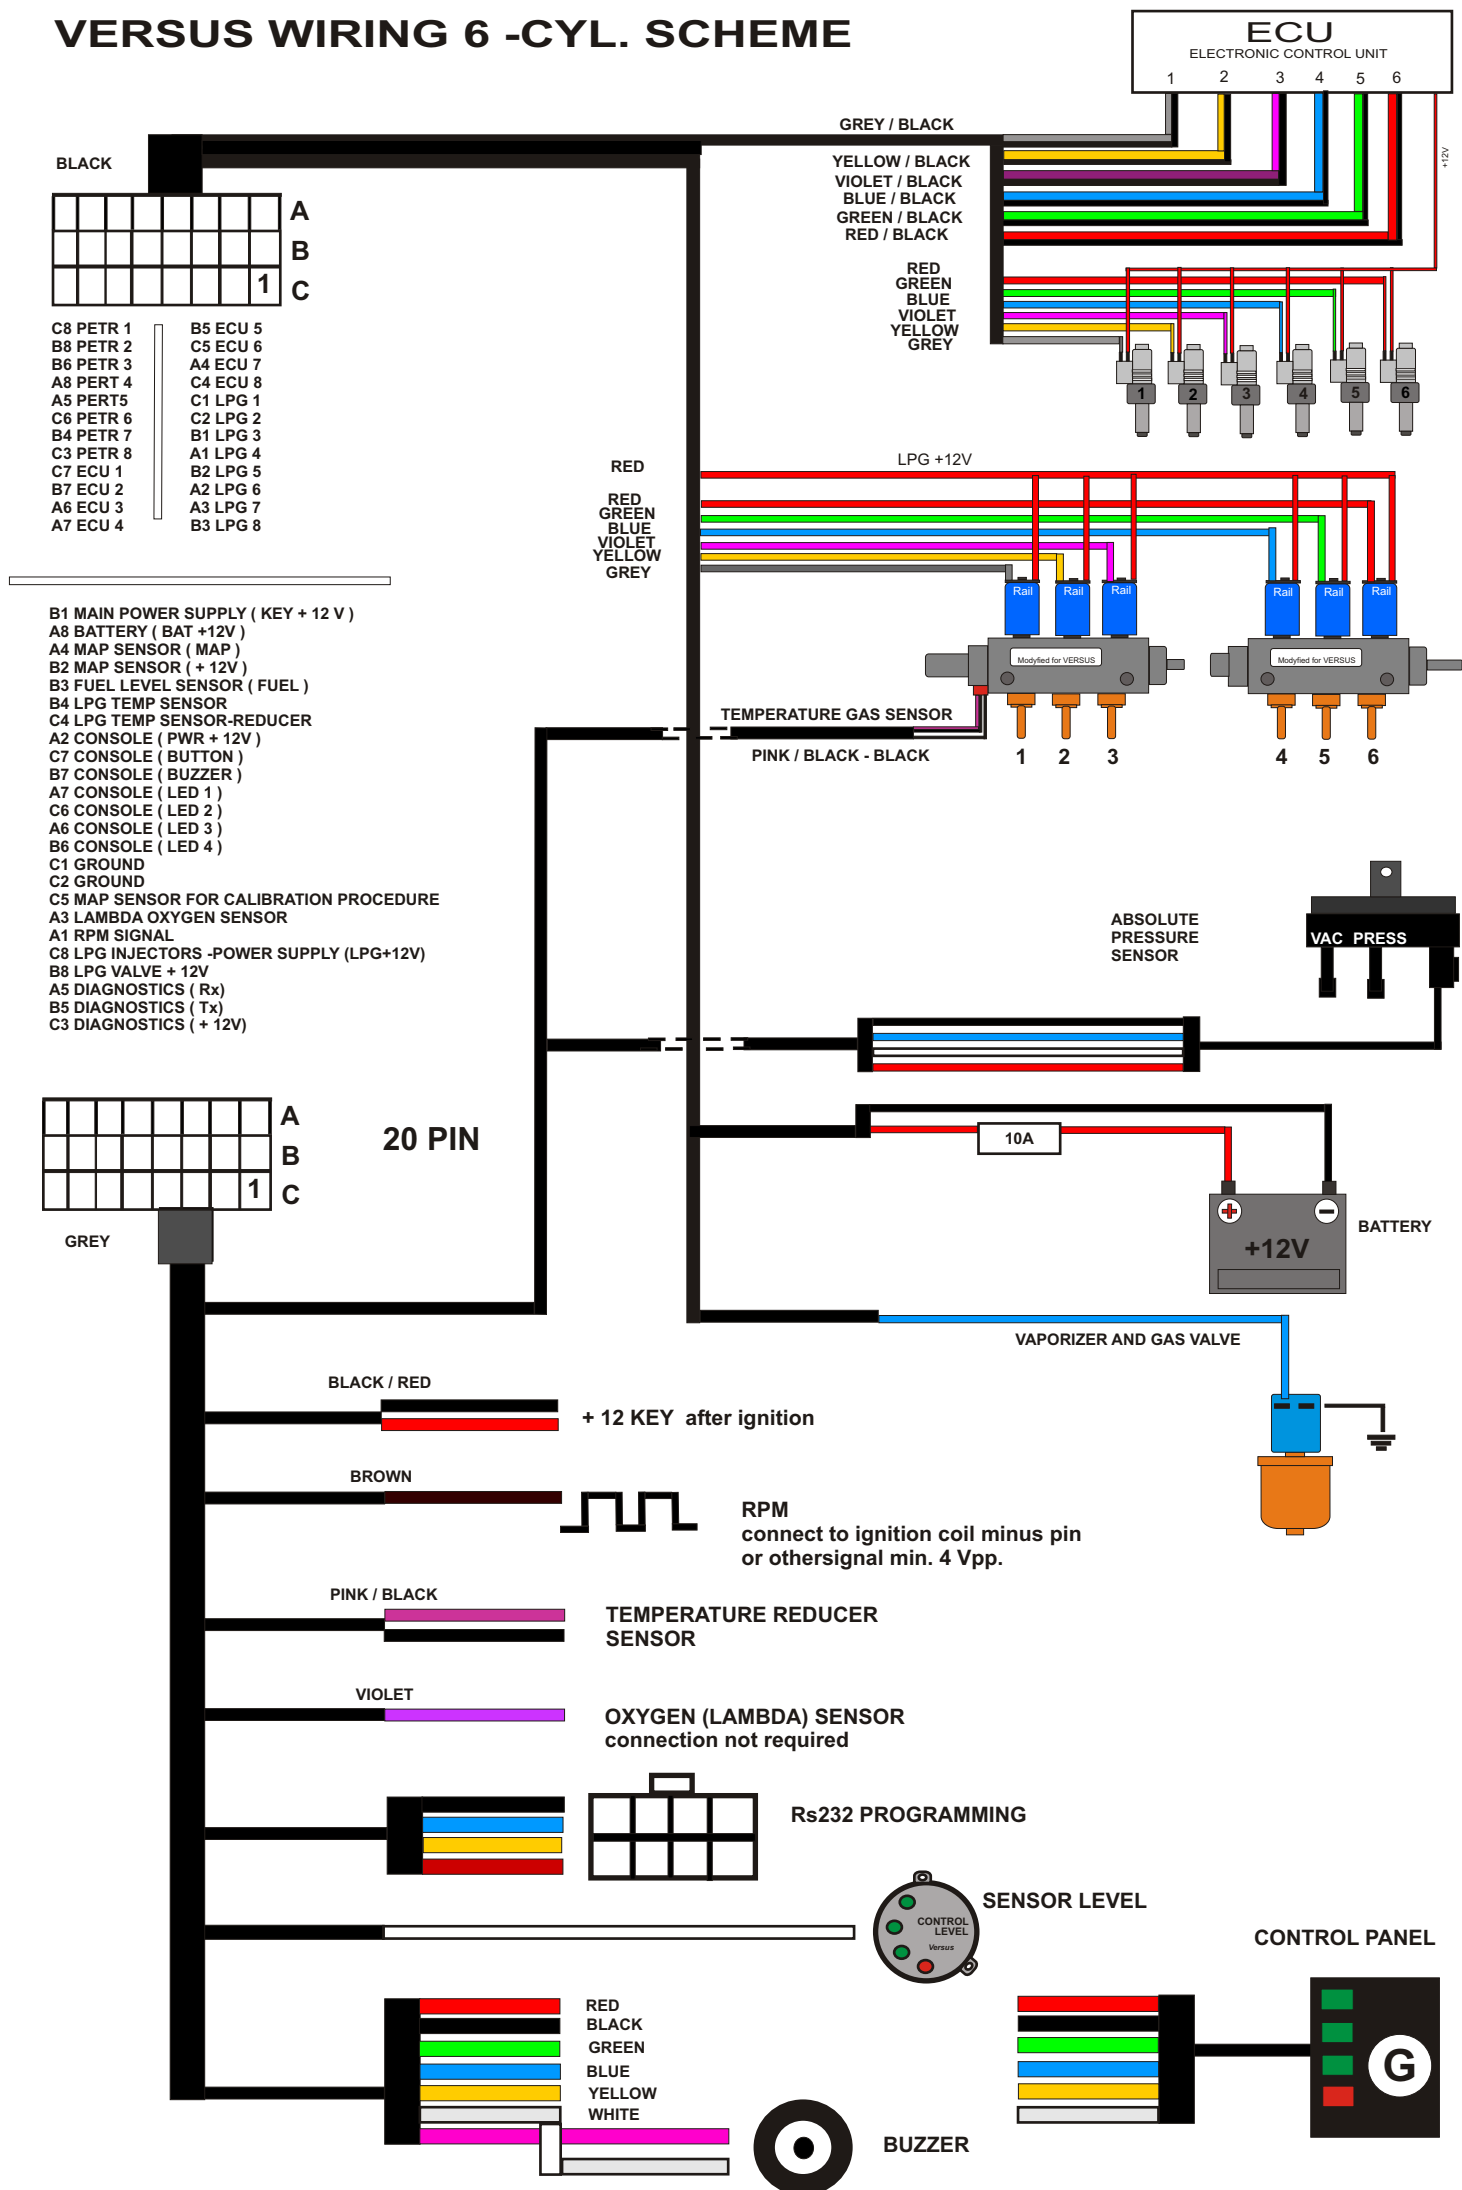 VERSUS WIRING 6 -CYL. SCHEME
ECU
ELECTRONIC CONTROL UNIT
1 2 3 4 5 6
+12V
BLACK
A
B
1 C
GREY / BLACK
YELLOW / BLACK
VIOLET / BLACK
BLUE / BLACK
GREEN / BLACK
RED / BLACK
RED
GREEN
BLUE
VIOLET
YELLOW
GREY
1 2 3 4 5 6
C8 PETR 1
B8 PETR 2
B6 PETR 3
A8 PERT 4
A5 PERT5
C6 PETR 6
B4 PETR 7
C3 PETR 8
C7 ECU 1
B7 ECU 2
A6 ECU 3
A7 ECU 4
B5 ECU 5
C5 ECU 6
A4 ECU 7
C4 ECU 8
C1 LPG 1
C2 LPG 2
B1 LPG 3
A1 LPG 4
B2 LPG 5
A2 LPG 6
A3 LPG 7
B3 LPG 8
LPG +12V
RED
RED
GREEN
BLUE
VIOLET
YELLOW
GREY
Rail Rail Rail Rail Rail Rail
Modyfied for VERSUS Modyfied for VERSUS
TEMPERATURE GAS SENSOR
PINK / BLACK - BLACK
1 2 3 4 5 6
B1 MAIN POWER SUPPLY ( KEY + 12 V )
A8 BATTERY ( BAT +12V )
A4 MAP SENSOR ( MAP )
B2 MAP SENSOR ( + 12V )
B3 FUEL LEVEL SENSOR ( FUEL )
B4 LPG TEMP SENSOR
C4 LPG TEMP SENSOR-REDUCER
A2 CONSOLE ( PWR + 12V )
C7 CONSOLE ( BUTTON )
B7 CONSOLE ( BUZZER )
A7 CONSOLE ( LED 1 )
C6 CONSOLE ( LED 2 )
A6 CONSOLE ( LED 3 )
B6 CONSOLE ( LED 4 )
C1 GROUND
C2 GROUND
C5 MAP SENSOR FOR CALIBRATION PROCEDURE
A3 LAMBDA OXYGEN SENSOR
A1 RPM SIGNAL
C8 LPG INJECTORS -POWER SUPPLY (LPG+12V)
B8 LPG VALVE + 12V
A5 DIAGNOSTICS ( Rx)
B5 DIAGNOSTICS ( Tx)
C3 DIAGNOSTICS ( + 12V)
ABSOLUTE
PRESSURE
SENSOR
VAC PRESS
A
B
1 C
20 PIN
GREY
10A
+12V
BATTERY
VAPORIZER AND GAS VALVE
BLACK / RED
+ 12 KEY after ignition
BROWN
RPM
connect to ignition coil minus pin
or othersignal min. 4 Vpp.
PINK / BLACK
TEMPERATURE REDUCER
SENSOR
VIOLET
OXYGEN (LAMBDA) SENSOR
connection not required
Rs232 PROGRAMMING
SENSOR LEVEL
CONTROL
LEVEL
Versus
CONTROL PANEL
G
RED
BLACK
GREEN
BLUE
YELLOW
WHITE
BUZZER